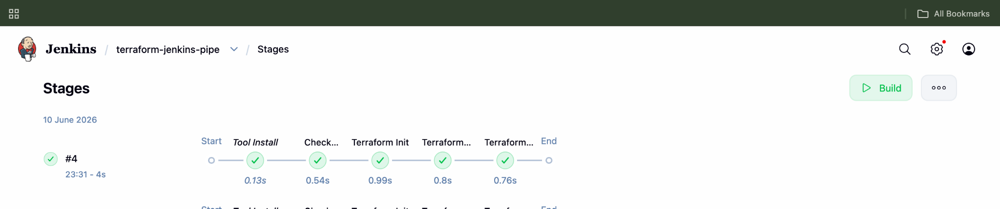 All Bookmarks
Jenkins / terraform-jenkins-pipe / Stages
Stages
Build
10 June 2026
Start Tool Install Check... Terraform Init Terraform... Terraform... End
#4
23:31 - 4s
0.13s 0.54s 0.99s 0.8s 0.76s